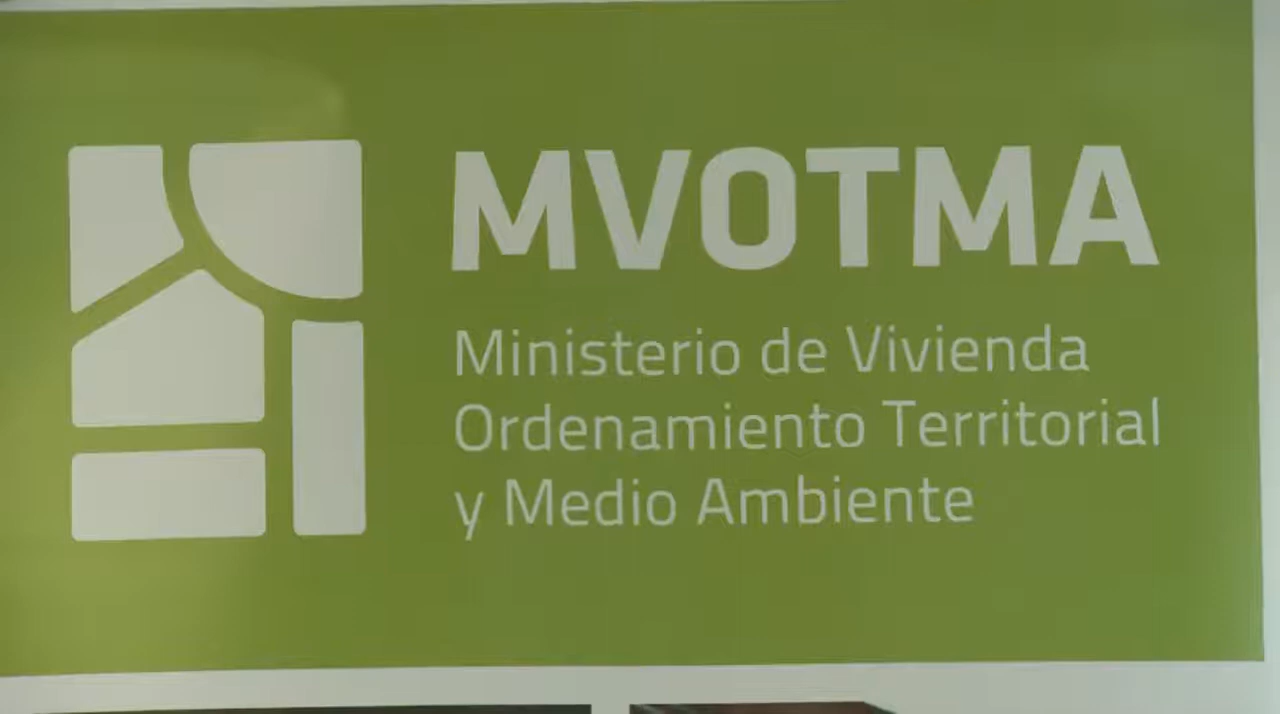 MVOTMA
Ministerio de Vivienda
Ordenamiento Territorial
y Medio Ambiente